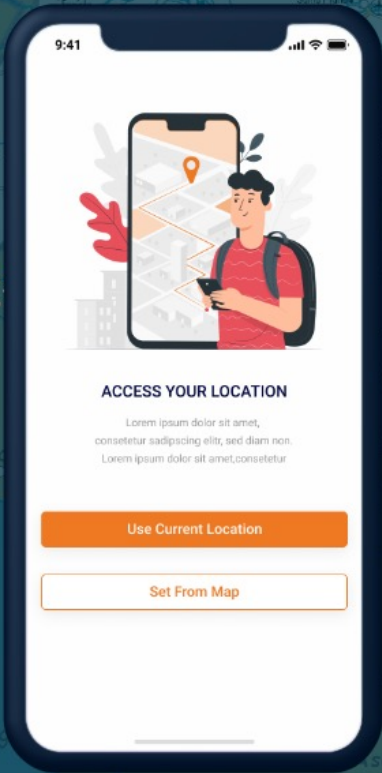 9:41
ACCESS YOUR LOCATION
Lorem ipsum dolor sit amet,
consetetur sadipscing elitr, sed diam non.
Lorem ipsum dolor sit amet,consetetur
Use Current Location
Set From Map